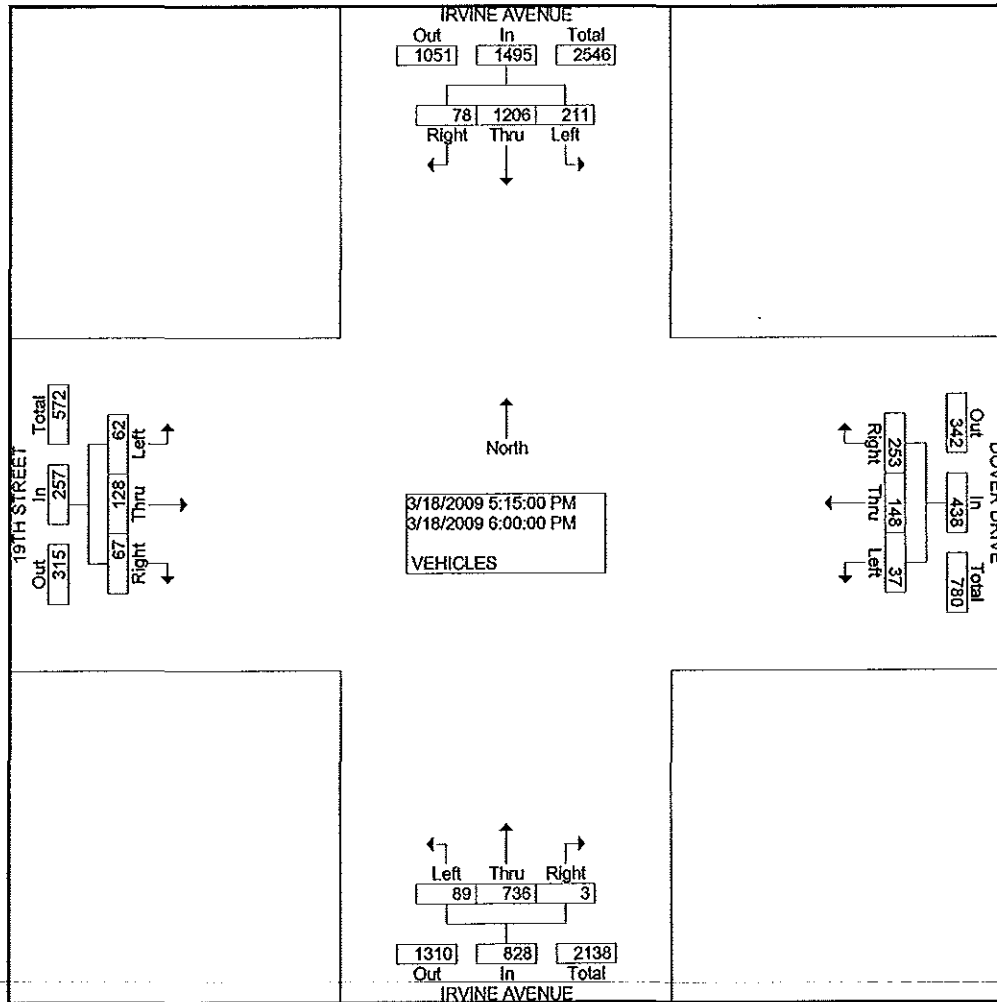 IRVINE AVENUE
Out In Total
1051 1495 2546
78 1206 211
Right Thru Left
19TH STREET
Total In Out
572 257 315
62 128 67
Left Thru Right
North
3/18/2009 5:15:00 PM
3/18/2009 6:00:00 PM
VEHICLES
Right Thru Left
253 148 37
Out In Total
342 438 780
DOVER DRIVE
Left Thru Right
89 736 3
1310 828 2138
Out In Total
IRVINE AVENUE